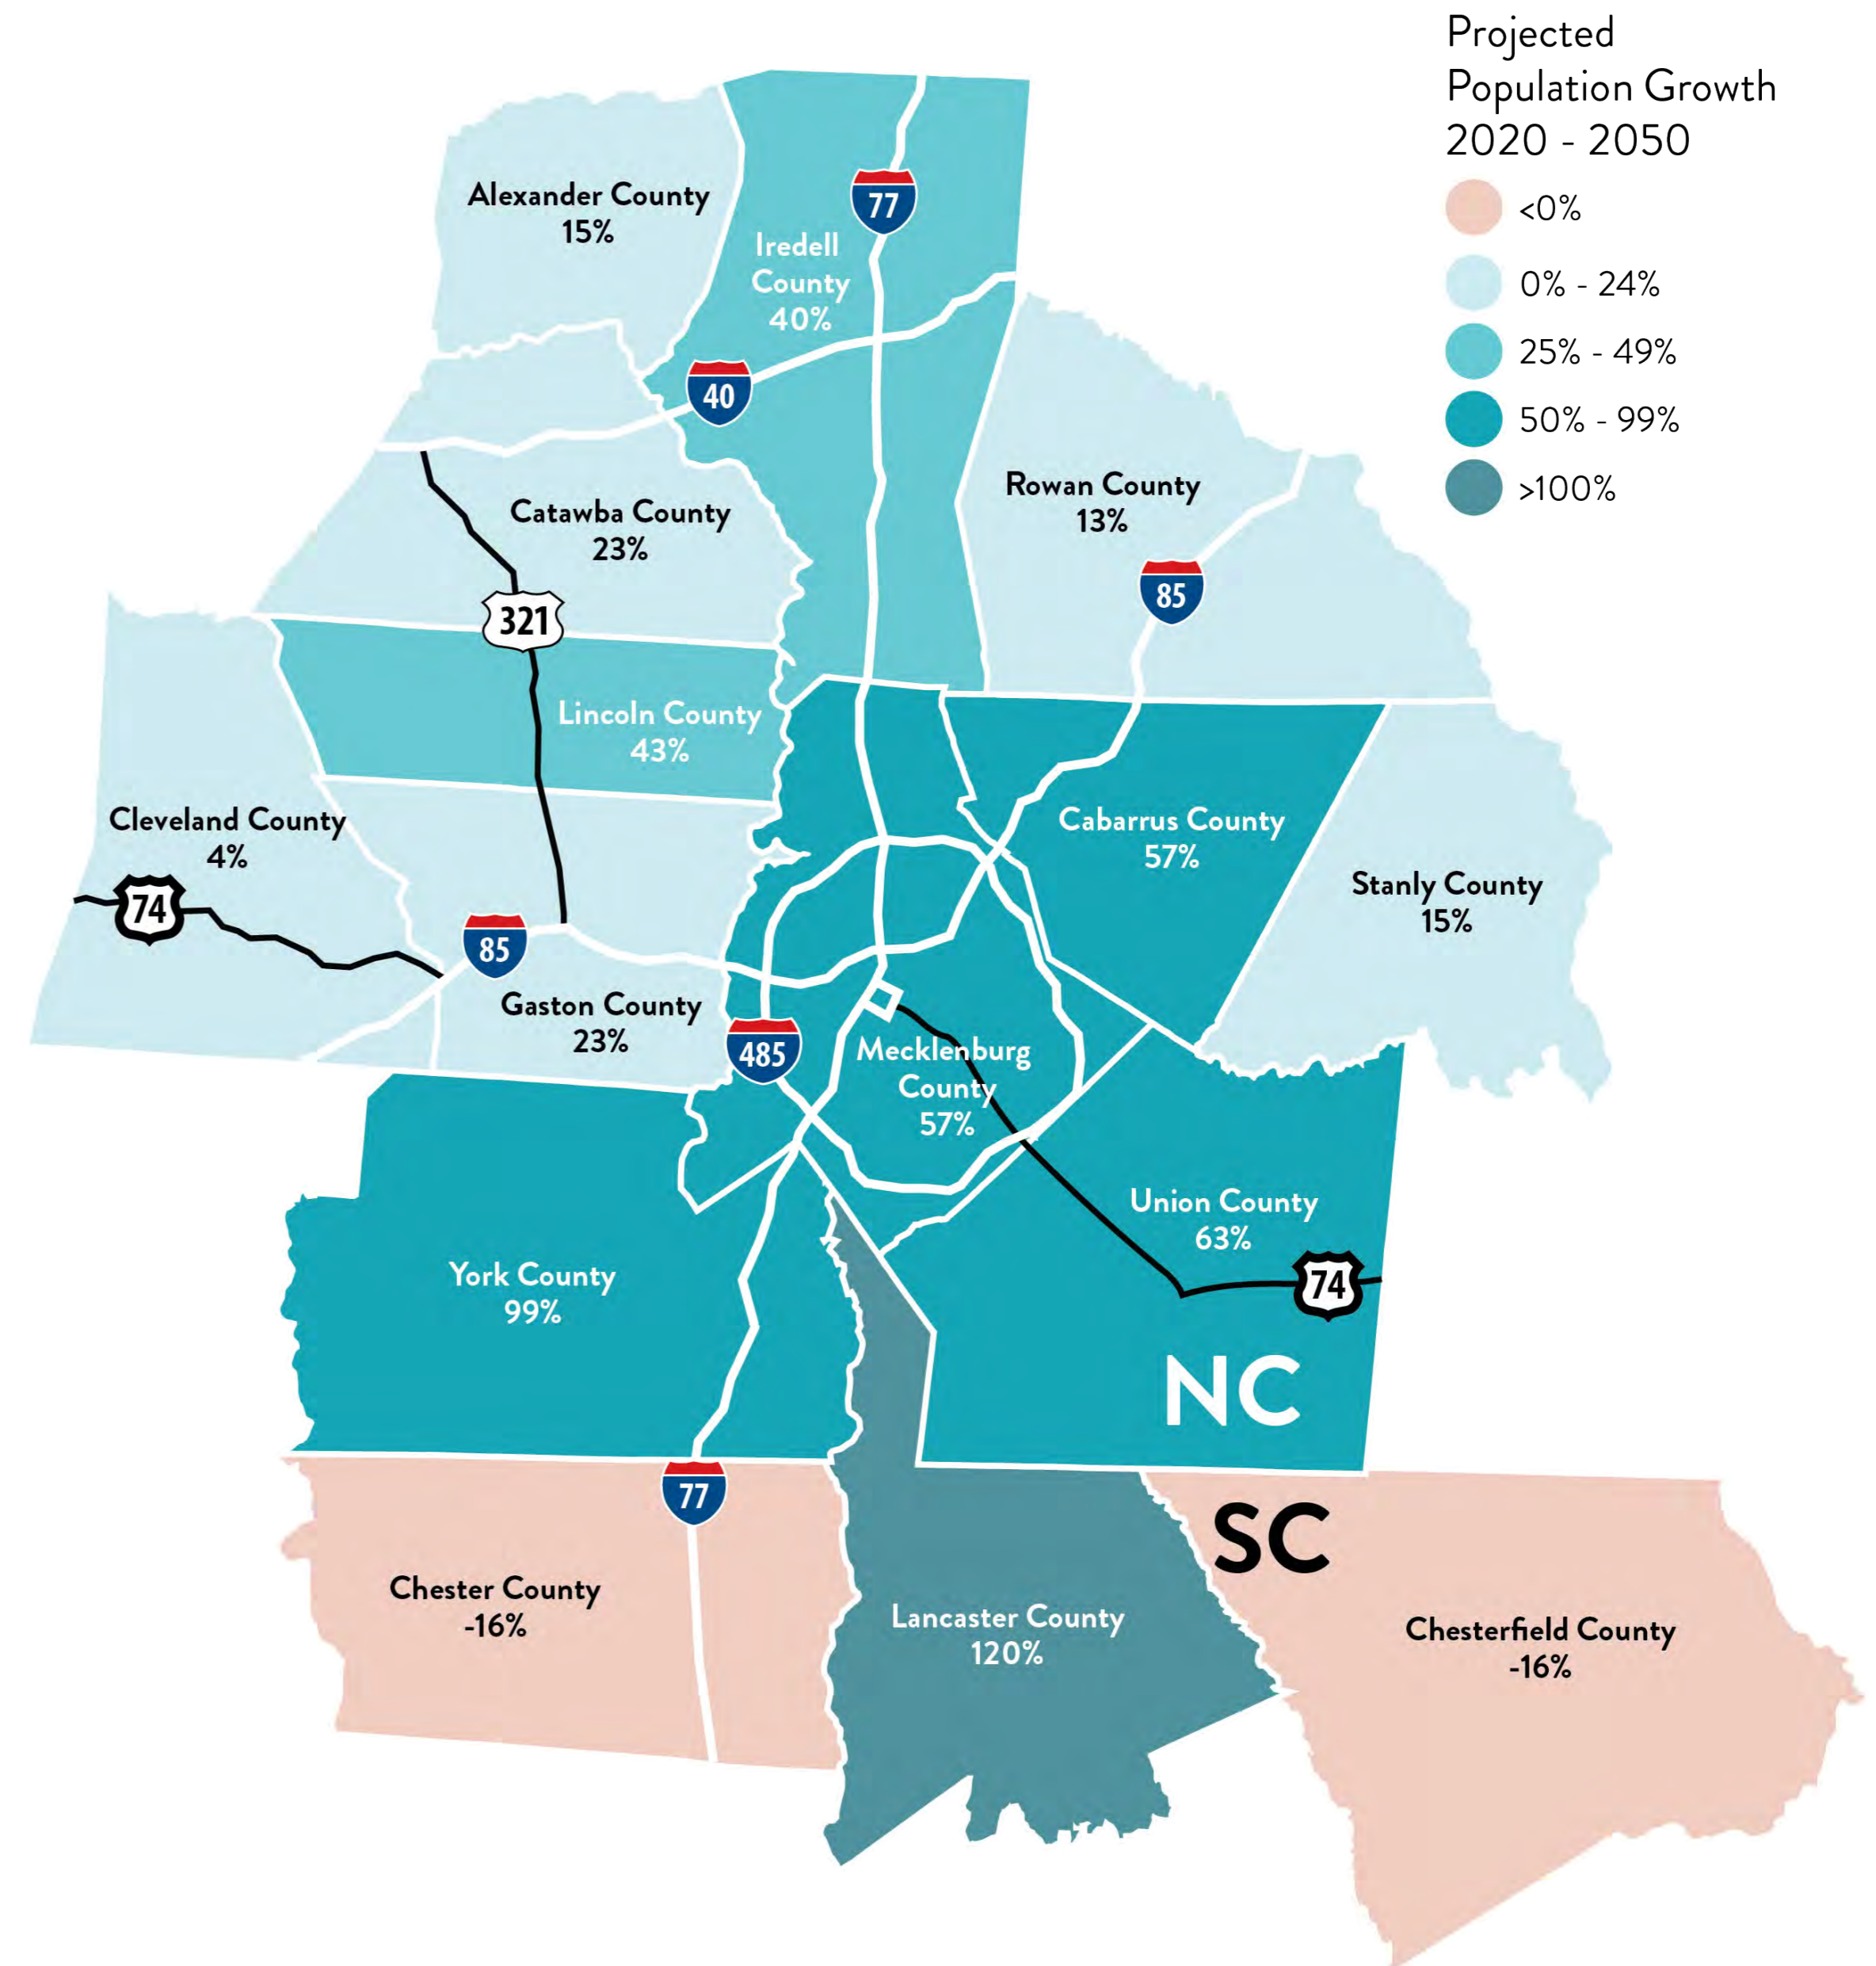 Projected
Population Growth
2020 - 2050
<0%
0% - 24%
25% - 49%
50% - 99%
>100%
Alexander County
15%
77
Iredell
County
40%
40
Rowan County
13%
Catawba County
23%
85
321
Lincoln County
43%
Cleveland County
4%
Cabarrus County
57%
Stanly County
15%
74
85
Gaston County
23%
485
Mecklenburg
County
57%
Union County
63%
74
York County
99%
NC
77
SC
Chester County
-16%
Lancaster County
120%
Chesterfield County
-16%